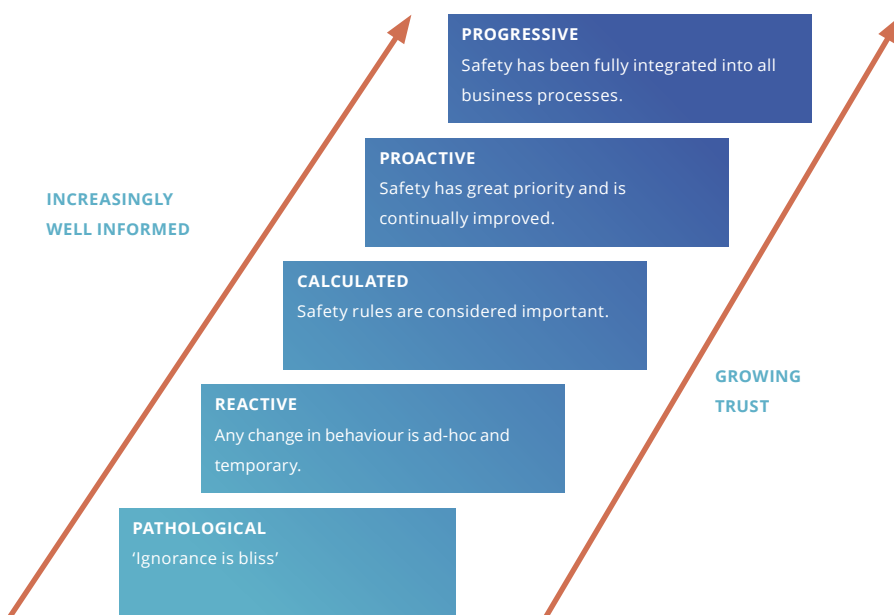 PROGRESSIVE
Safety has been fully integrated into all
business processes.
PROACTIVE
Safety has great priority and is
continually improved.
INCREASINGLY
WELL INFORMED
CALCULATED
Safety rules are considered important.
GROWING
TRUST
REACTIVE
Any change in behaviour is ad-hoc and
temporary.
PATHOLOGICAL
‘Ignorance is bliss’